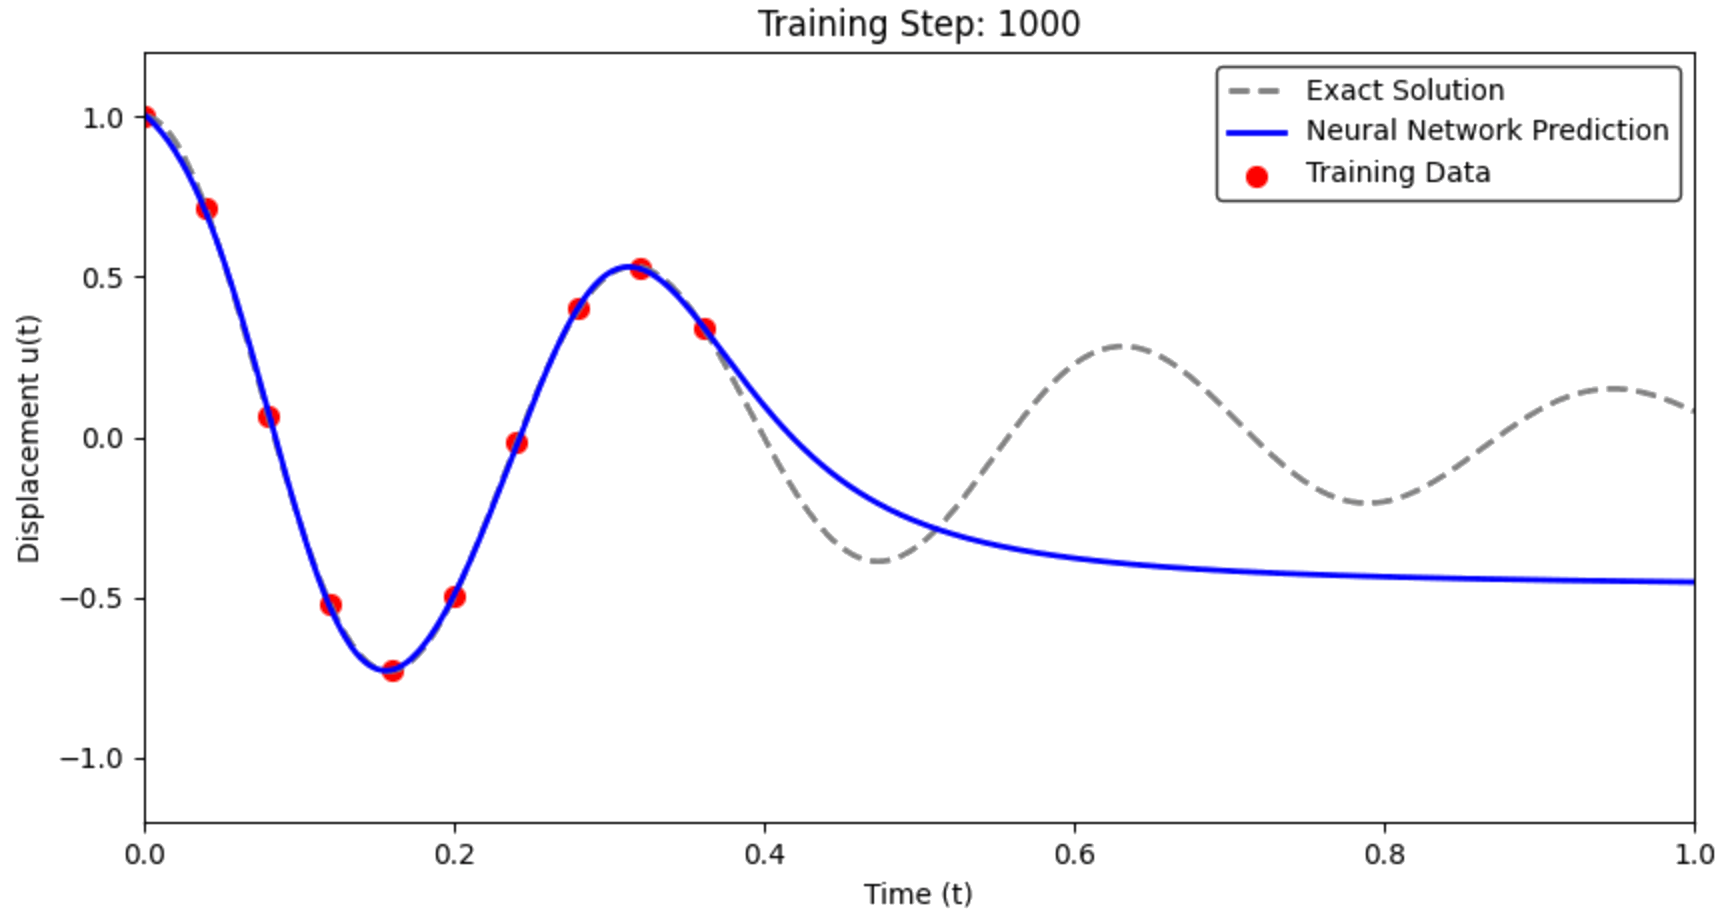 Training Step: 1000
Exact Solution
Neural Network Prediction
Training Data
Displacement u(t)
1.0
0.5
0.0
−0.5
−1.0
0.0 0.2 0.4 0.6 0.8 1.0
Time (t)